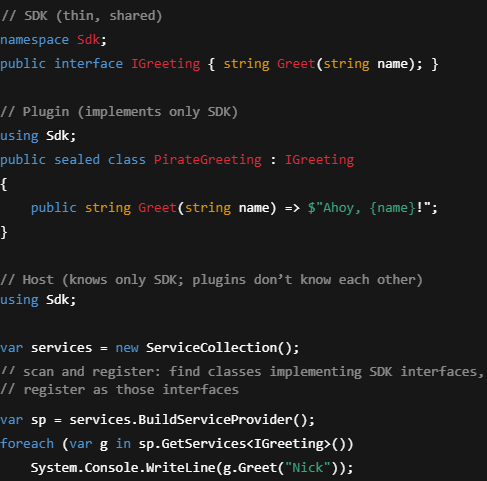 // SDK (thin, shared)
namespace Sdk;
public interface IGreeting { string Greet(string name); }
// Plugin (implements only SDK)
using Sdk;
public sealed class PirateGreeting : IGreeting
{
    public string Greet(string name) => $"Ahoy, {name}!";
}
// Host (knows only SDK; plugins don’t know each other)
using Sdk;
var services = new ServiceCollection();
// scan and register: find classes implementing SDK interfaces,
// register as those interfaces
var sp = services.BuildServiceProvider();
foreach (var g in sp.GetServices<IGreeting>())
    System.Console.WriteLine(g.Greet("Nick"));